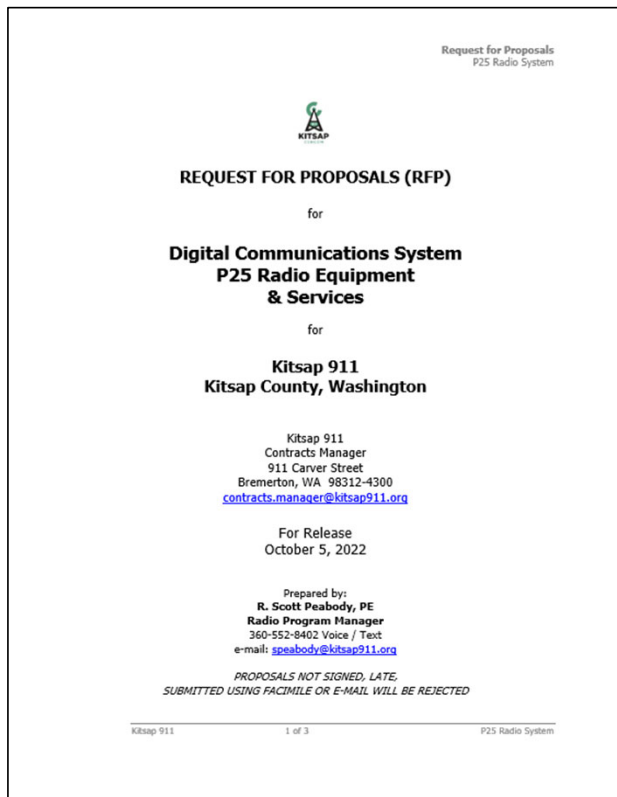 Request for Proposals
P25 Radio System
KITSAP
REQUEST FOR PROPOSALS (RFP)
for
Digital Communications System
P25 Radio Equipment
& Services
for
Kitsap 911
Kitsap County, Washington
Kitsap 911
Contracts Manager
911 Carver Street
Bremerton, WA 98312-4300
contracts.manager@kitsap911.org
For Release
October 5, 2022
Prepared by:
R. Scott Peabody, PE
Radio Program Manager
360-552-8402 Voice / Text
e-mail: speabody@kitsap911.org
PROPOSALS NOT SIGNED, LATE,
SUBMITTED USING FACIMILE OR E-MAIL WILL BE REJECTED
Kitsap 911 1 of 3 P25 Radio System